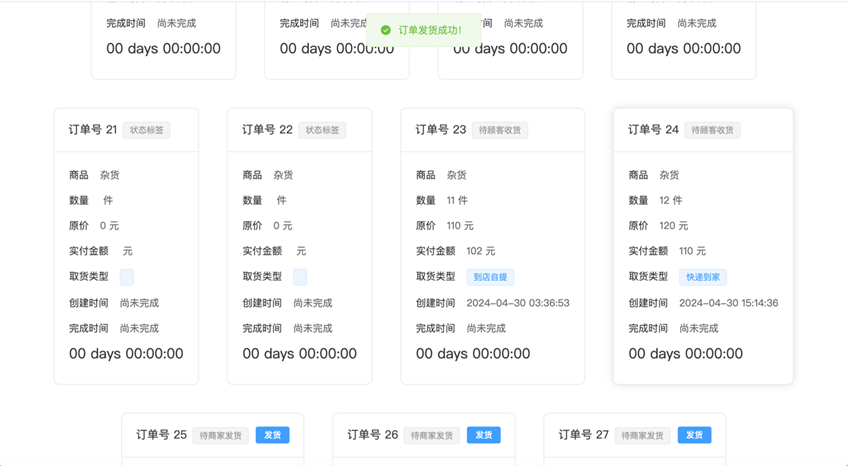 完成时间 尚未完成
00 days 00:00:00
完成时间 尚未完成
00 days 00:00:00
完成时间 尚未完成
00 days 00:00:00
完成时间 尚未完成
00 days 00:00:00
订单发货成功!
订单号 21 状态标签
商品 杂货
数量 件
原价 0 元
实付金额 元
取货类型
创建时间 尚未完成
完成时间 尚未完成
00 days 00:00:00
订单号 22 状态标签
商品 杂货
数量 件
原价 0 元
实付金额 元
取货类型
创建时间 尚未完成
完成时间 尚未完成
00 days 00:00:00
订单号 23 待顾客收货
商品 杂货
数量 11 件
原价 110 元
实付金额 102 元
取货类型 到店自提
创建时间 2024-04-30 03:36:53
完成时间 尚未完成
00 days 00:00:00
订单号 24 待顾客收货
商品 杂货
数量 12 件
原价 120 元
实付金额 110 元
取货类型 快递到家
创建时间 2024-04-30 15:14:36
完成时间 尚未完成
00 days 00:00:00
订单号 25 待商家发货 发货
订单号 26 待商家发货 发货
订单号 27 待商家发货 发货